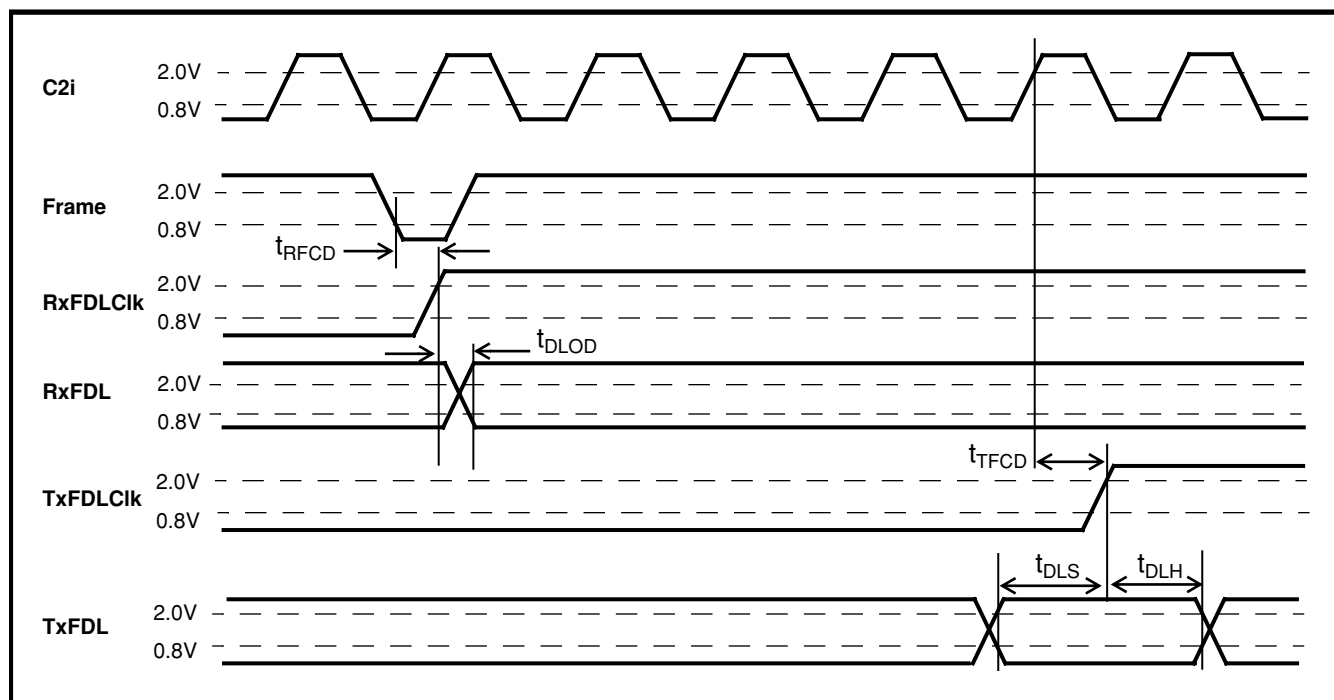 C2i
2.0V
0.8V
Frame
2.0V
0.8V
tRFCD
RxFDLClk
2.0V
0.8V
tDLOD
RxFDL
2.0V
0.8V
tTFCD
TxFDLClk
2.0V
0.8V
tDLS
tDLH
TxFDL
2.0V
0.8V